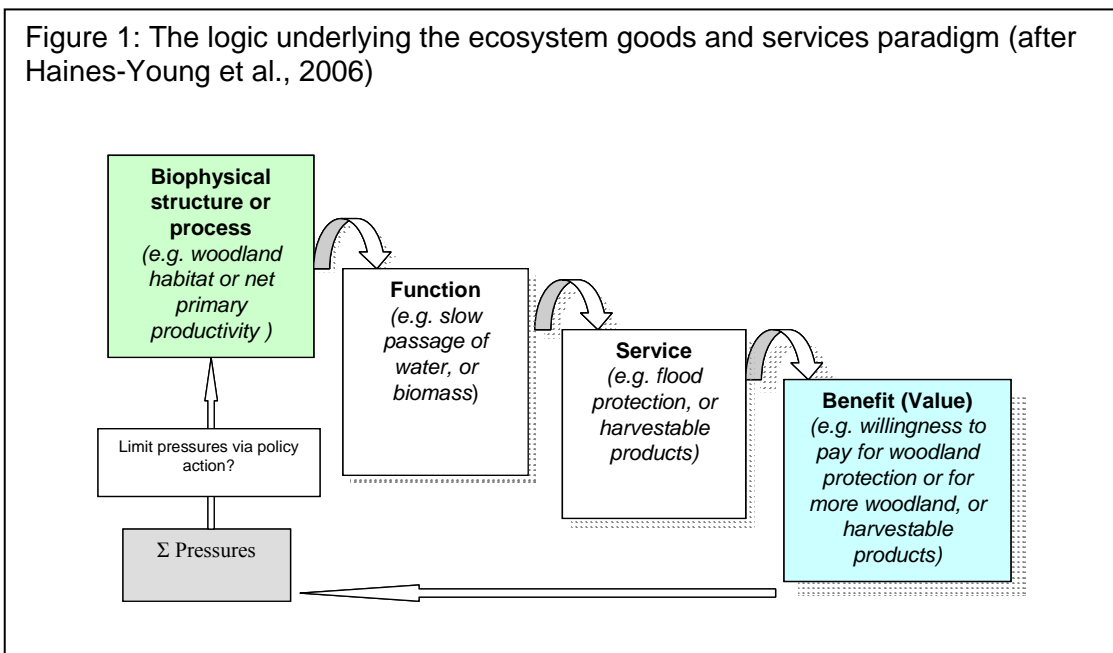 Figure 1: The logic underlying the ecosystem goods and services paradigm (after
Haines-Young et al., 2006)
Biophysical
structure or
process
(e.g. woodland
habitat or net
primary
productivity )
Function
(e.g. slow
passage of
water, or
biomass)
Service
(e.g. flood
protection, or
harvestable
products)
Benefit (Value)
(e.g. willingness to
pay for woodland
protection or for
more woodland, or
harvestable
products)
Limit pressures via policy
action?
Σ Pressures